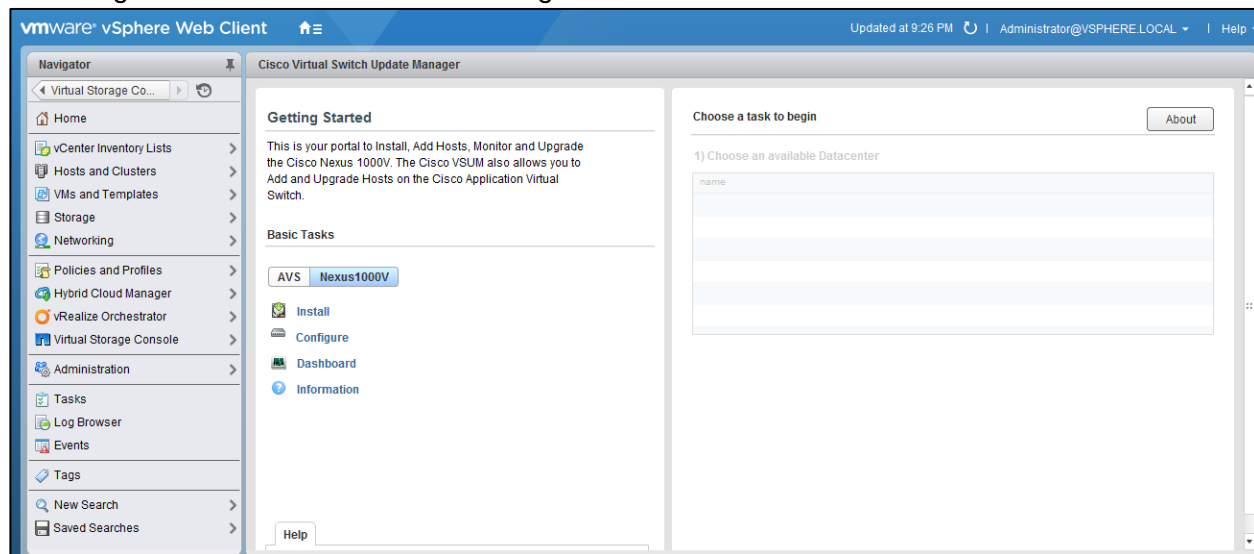 vmware® vSphere Web Client
Updated at 9:26 PM | Administrator@VSPHERE.LOCAL | Help
Navigator
Virtual Storage Co...
Home
vCenter Inventory Lists
Hosts and Clusters
VMs and Templates
Storage
Networking
Policies and Profiles
Hybrid Cloud Manager
vRealize Orchestrator
Virtual Storage Console
Administration
Tasks
Log Browser
Events
Tags
New Search
Saved Searches
Cisco Virtual Switch Update Manager
Getting Started
This is your portal to Install, Add Hosts, Monitor and Upgrade
the Cisco Nexus 1000V. The Cisco VSUM also allows you to
Add and Upgrade Hosts on the Cisco Application Virtual
Switch.
Basic Tasks
AVS Nexus1000V
Install
Configure
Dashboard
Information
Help
Choose a task to begin
About
1) Choose an available Datacenter
name